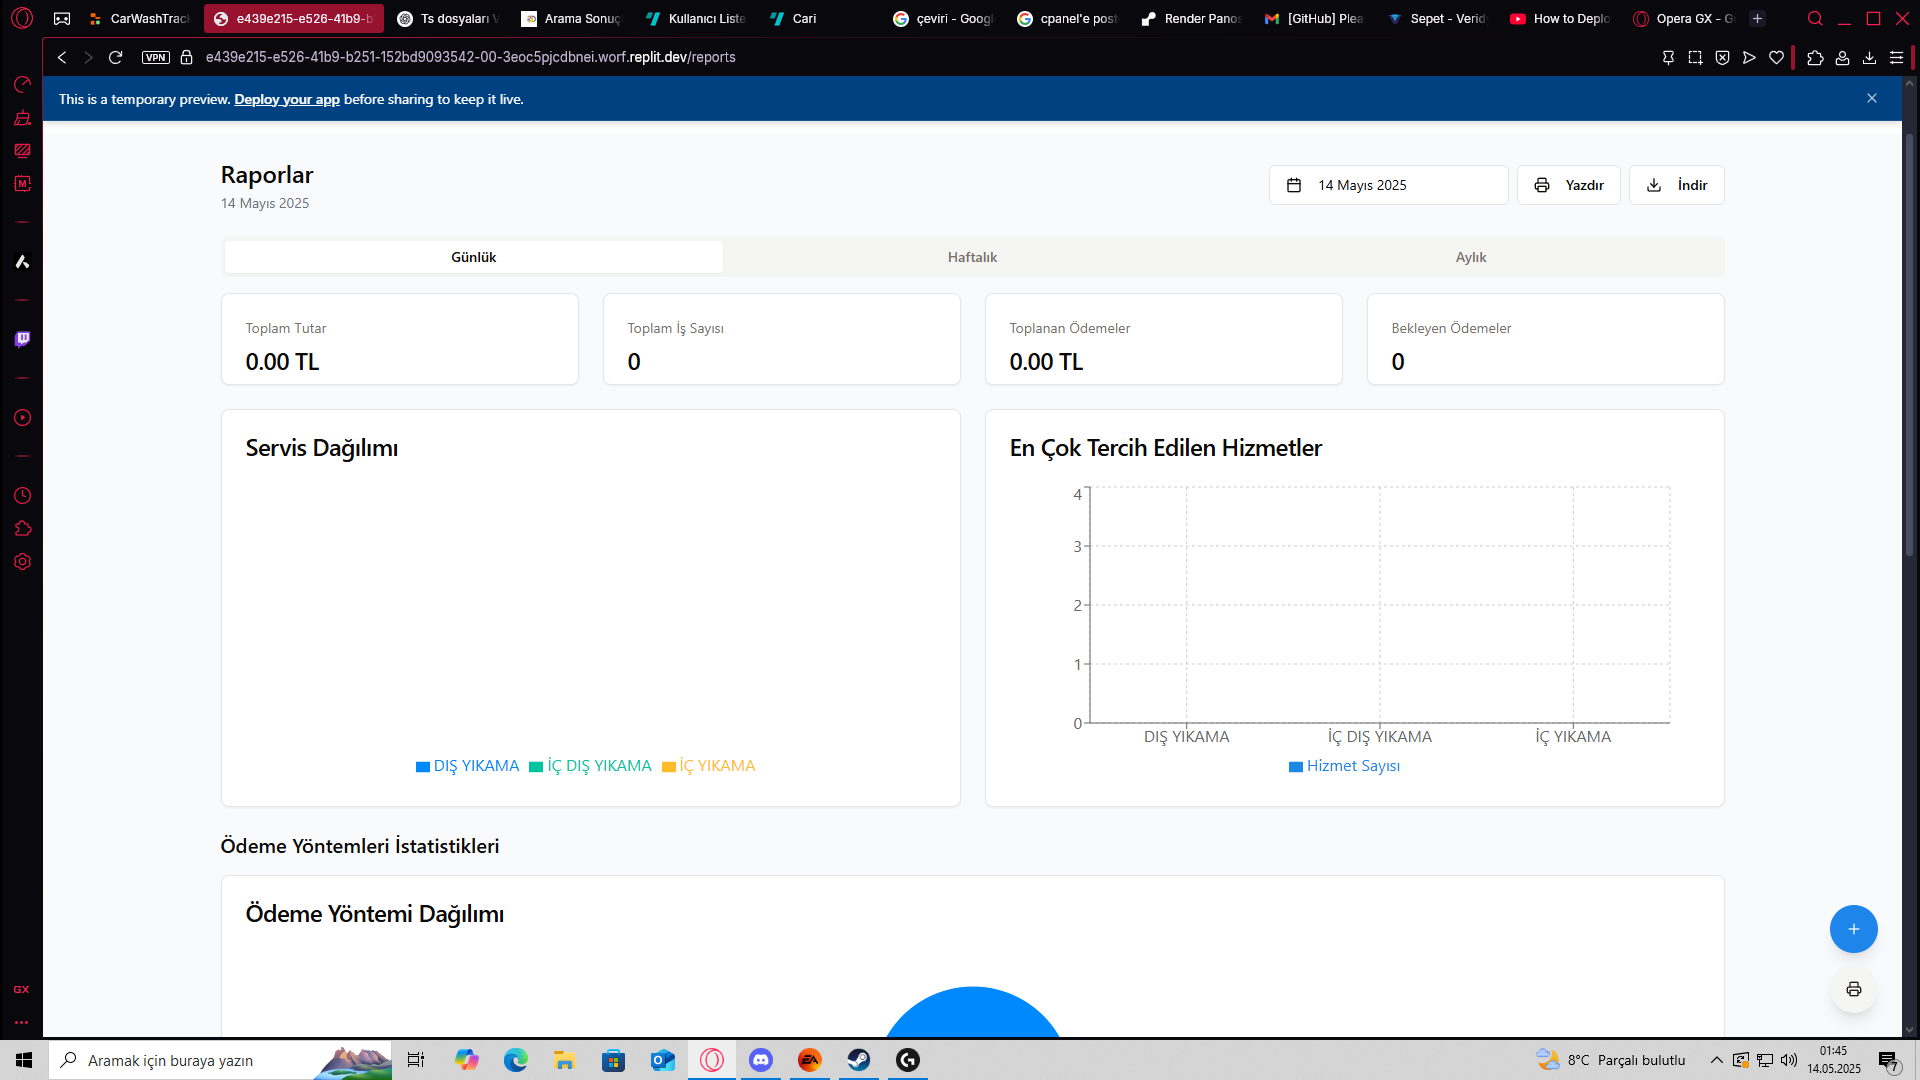 CarWashTrack
e439e215-e526-41b9-b
Ts dosyaları
Arama Sonuç
Kullanıcı Liste
Cari
çeviri - Googl
cpanel'e post
Render Panos
[GitHub] Plea
Sepet - Verid
How to Deplo
Opera GX - G
VPN
e439e215-e526-41b9-b251-152bd9093542-00-3eoc5pjcdbnei.worf.replit.dev/reports
This is a temporary preview. Deploy your app before sharing to keep it live.
Raporlar
14 Mayıs 2025
14 Mayıs 2025
Yazdır
İndir
Günlük
Haftalık
Aylık
Toplam Tutar
0.00 TL
Toplam İş Sayısı
0
Toplanan Ödemeler
0.00 TL
Bekleyen Ödemeler
0
Servis Dağılımı
DIŞ YIKAMA
İÇ DIŞ YIKAMA
İÇ YIKAMA
En Çok Tercih Edilen Hizmetler
4
3
2
1
0
DIŞ YIKAMA
İÇ DIŞ YIKAMA
İÇ YIKAMA
Hizmet Sayısı
Ödeme Yöntemleri İstatistikleri
Ödeme Yöntemi Dağılımı
GX
Aramak için buraya yazın
8°C Parçalı bulutlu
01:45
14.05.2025
7